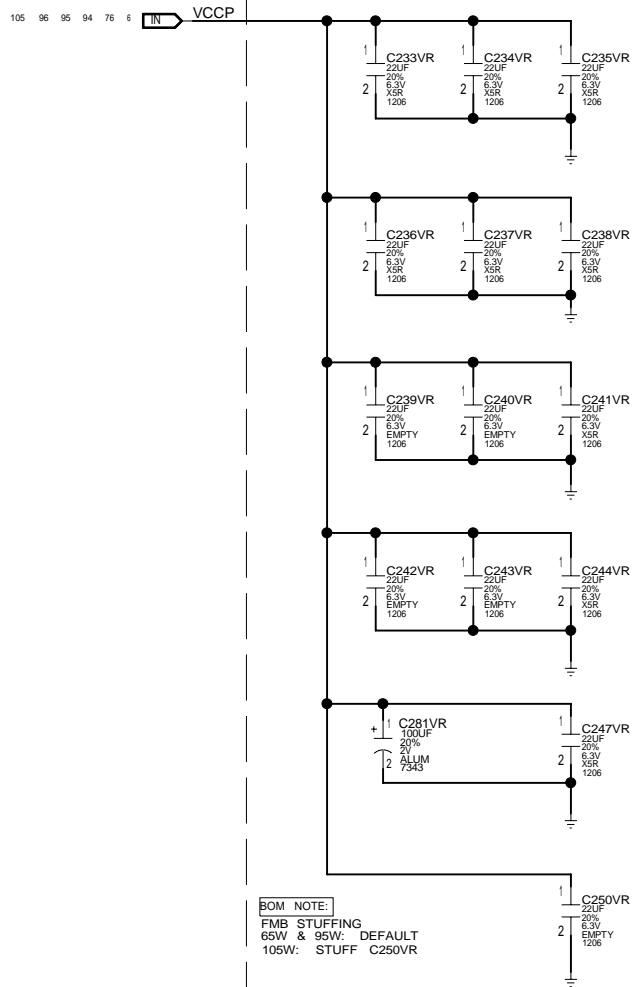 105 96 95 94 76 6 IN VCCP
1 C233VR
22UF
20%
6.3V
2 X5R
1206
1 C234VR
22UF
20%
6.3V
2 X5R
1206
1 C235VR
22UF
20%
6.3V
2 X5R
1206
1 C236VR
22UF
20%
6.3V
2 X5R
1206
1 C237VR
22UF
20%
6.3V
2 X5R
1206
1 C238VR
22UF
20%
6.3V
2 X5R
1206
1 C239VR
22UF
20%
6.3V
2 EMPTY
1206
1 C240VR
22UF
20%
6.3V
2 EMPTY
1206
1 C241VR
22UF
20%
6.3V
2 X5R
1206
1 C242VR
22UF
20%
6.3V
2 EMPTY
1206
1 C243VR
22UF
20%
6.3V
2 EMPTY
1206
1 C244VR
22UF
20%
6.3V
2 X5R
1206
+ 1 C281VR
100UF
20%
2V
2 ALUM
7343
1 C247VR
22UF
20%
6.3V
2 X5R
1206
1 C250VR
22UF
20%
6.3V
2 EMPTY
1206
BOM NOTE:
FMB STUFFING
65W & 95W: DEFAULT
105W: STUFF C250VR